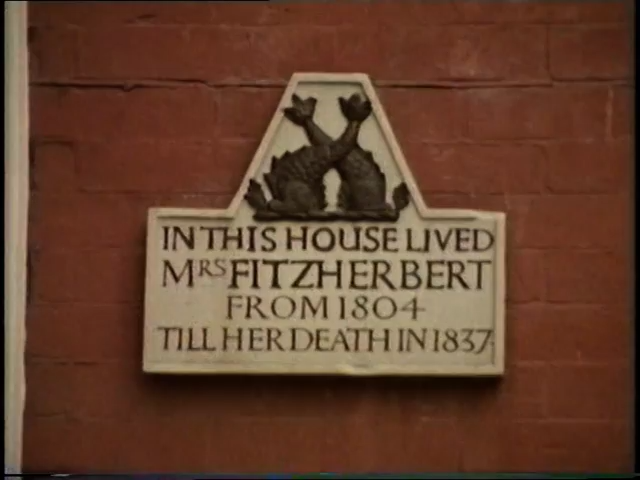 IN THIS HOUSE LIVED
MRS FITZHERBERT
FROM 1804
TILL HER DEATH IN 1837